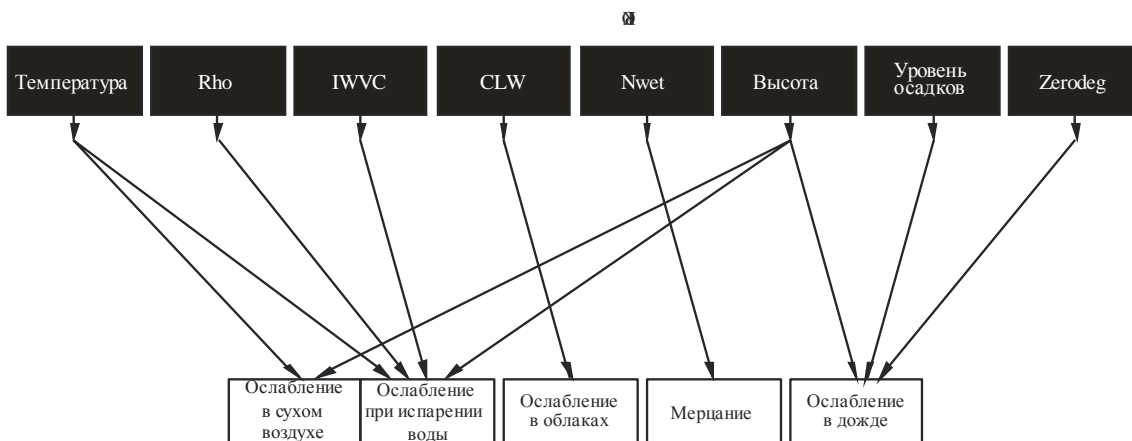 Температура
Rho
IWVC
CLW
Nwet
Высота
Уровень
осадков
Zerodeg
Ослабление
в сухом
воздухе
Ослабление
при испарении
воды
Ослабление
в облаках
Мерцание
Ослабление
в дожде